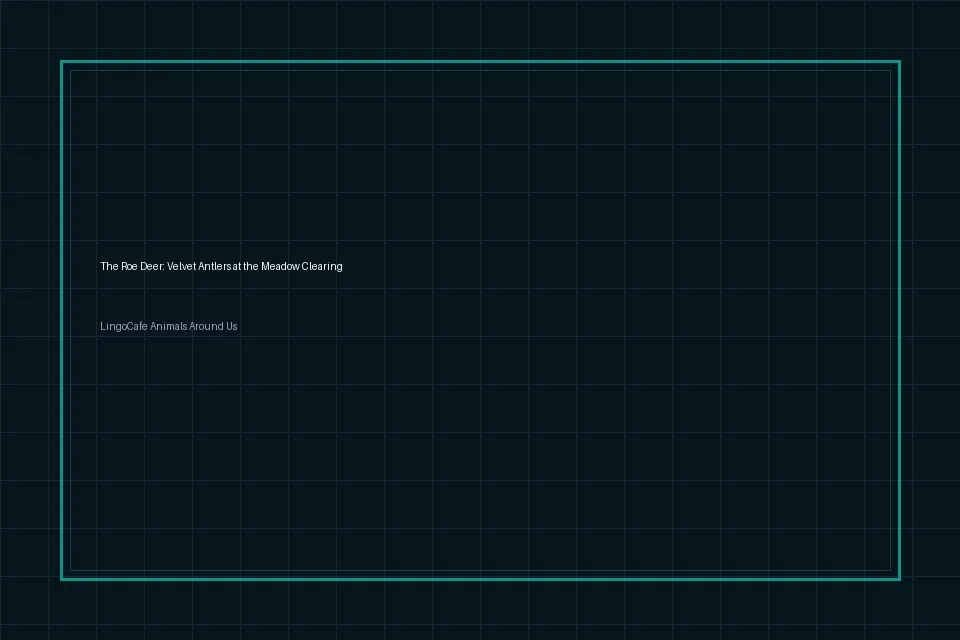 The Roe Deer: Velvet Antlers at the Meadow Clearing
LingoCafe Animals Around Us